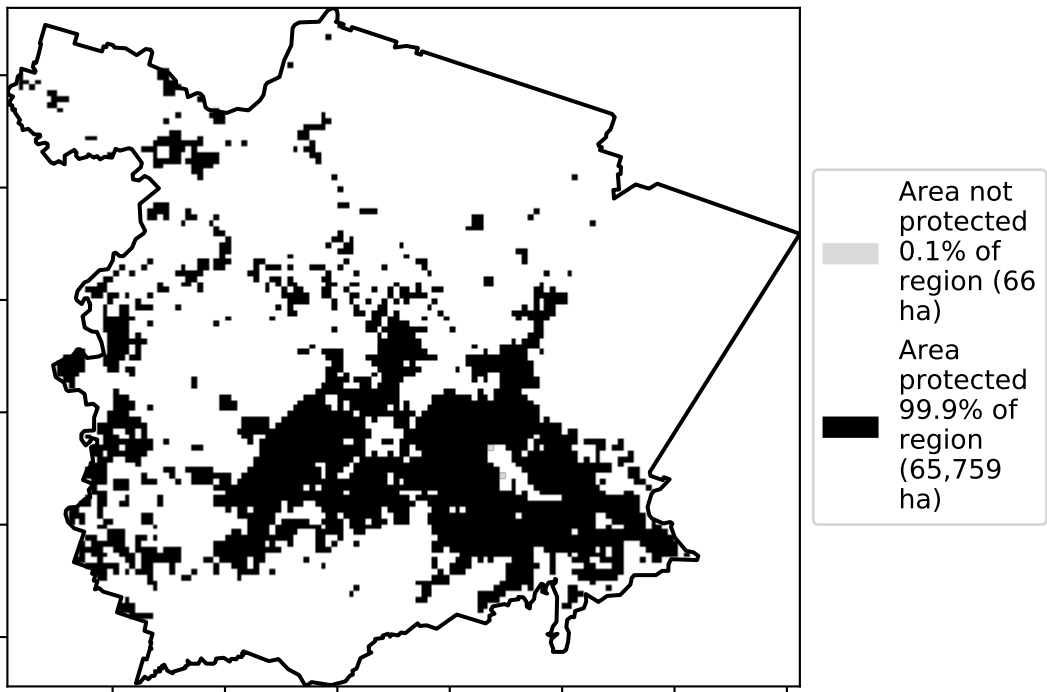 Area not
protected
0.1% of
region (66
ha)
Area
protected
99.9% of
region
(65,759
ha)